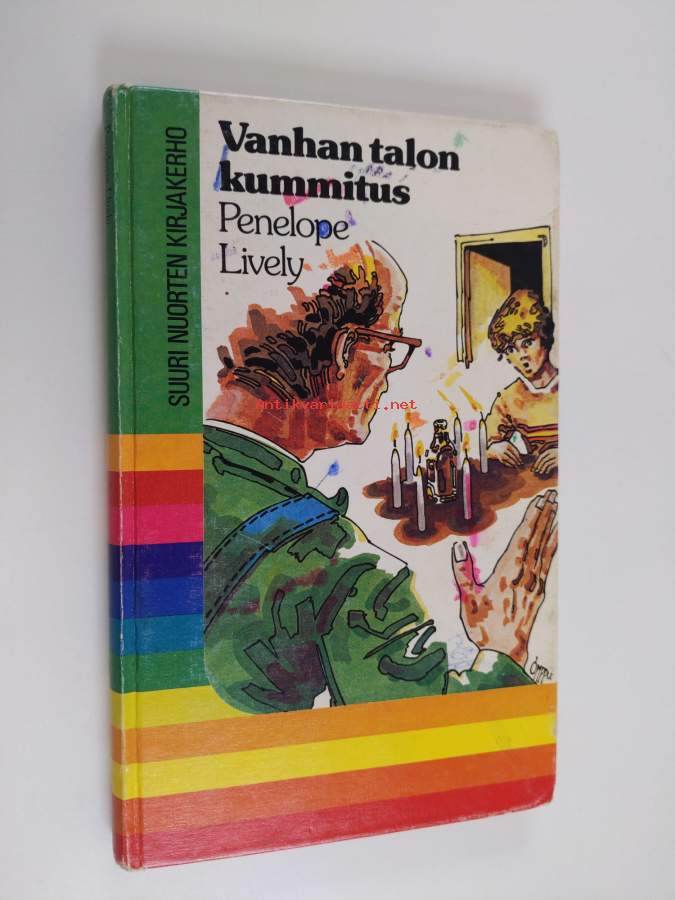 SUURI NUORTEN KIRJAKERHO
Vanhan talon
kummitus
Penelope
Lively
antikvariaatti.net